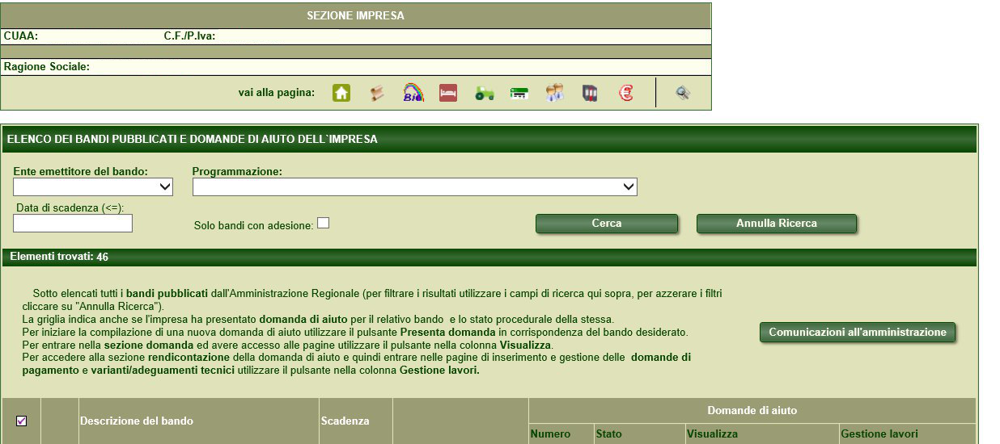 SEZIONE IMPRESA
CUAA: C.F./P.Iva:
Ragione Sociale:
vai alla pagina: Bio €
ELENCO DEI BANDI PUBBLICATI E DOMANDE DI AIUTO DELL`IMPRESA
Ente emettitore del bando: Programmazione:
Data di scadenza (<=):
Solo bandi con adesione: Cerca Annulla Ricerca
Elementi trovati: 46
Sotto elencati tutti i bandi pubblicati dall'Amministrazione Regionale (per filtrare i risultati utilizzare i campi di ricerca qui sopra, per azzerare i filtri
cliccare su "Annulla Ricerca").
La griglia indica anche se l'impresa ha presentato domanda di aiuto per il relativo bando e lo stato procedurale della stessa.
Per iniziare la compilazione di una nuova domanda di aiuto utilizzare il pulsante Presenta domanda in corrispondenza del bando desiderato.
Per entrare nella sezione domanda ed avere accesso alle pagine utilizzare il pulsante nella colonna Visualizza.
Per accedere alla sezione rendicontazione della domanda di aiuto e quindi entrare nelle pagine di inserimento e gestione delle domande di
pagamento e varianti/adeguamenti tecnici utilizzare il pulsante nella colonna Gestione lavori.
Comunicazioni all'amministrazione
Descrizione del bando Scadenza Domande di aiuto
Numero Stato Visualizza Gestione lavori